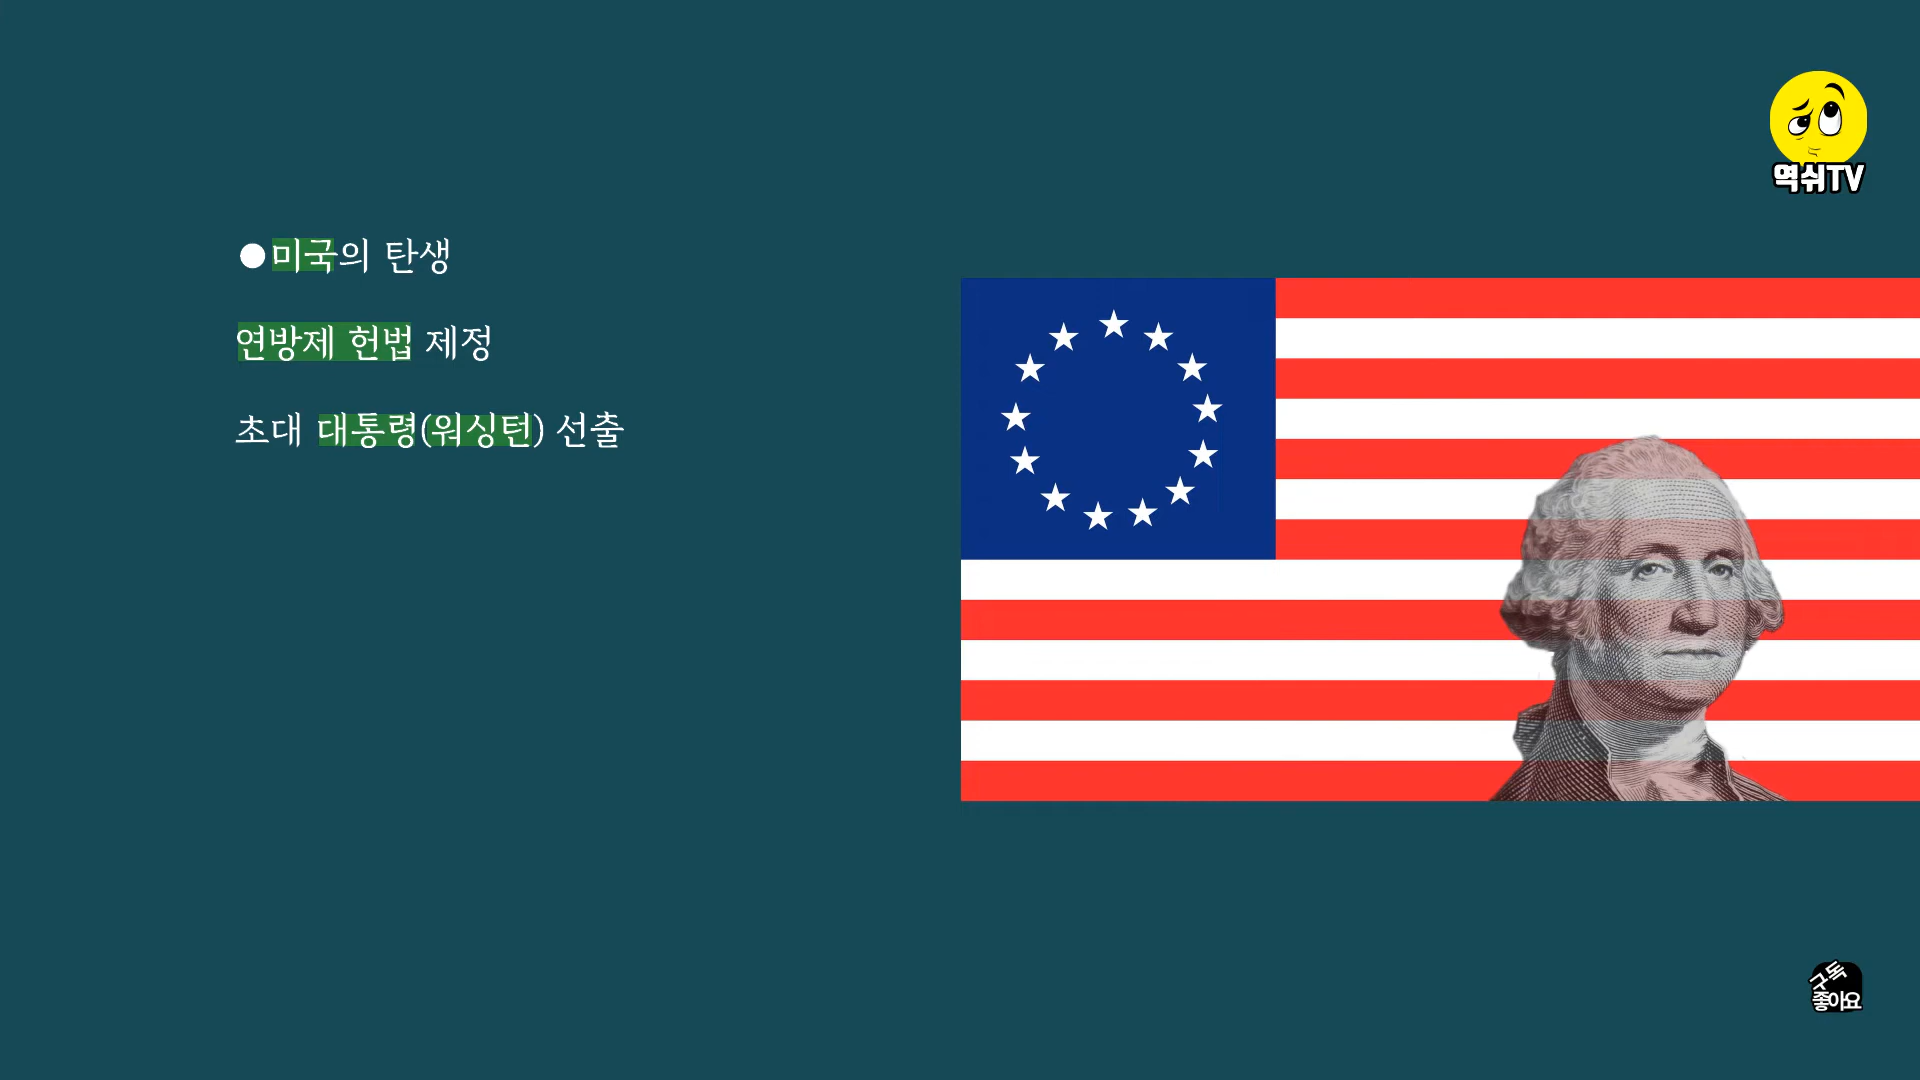 역쉬TV
●미국의 탄생
연방제 헌법 제정
초대 대통령(워싱턴) 선출
구독
좋아요